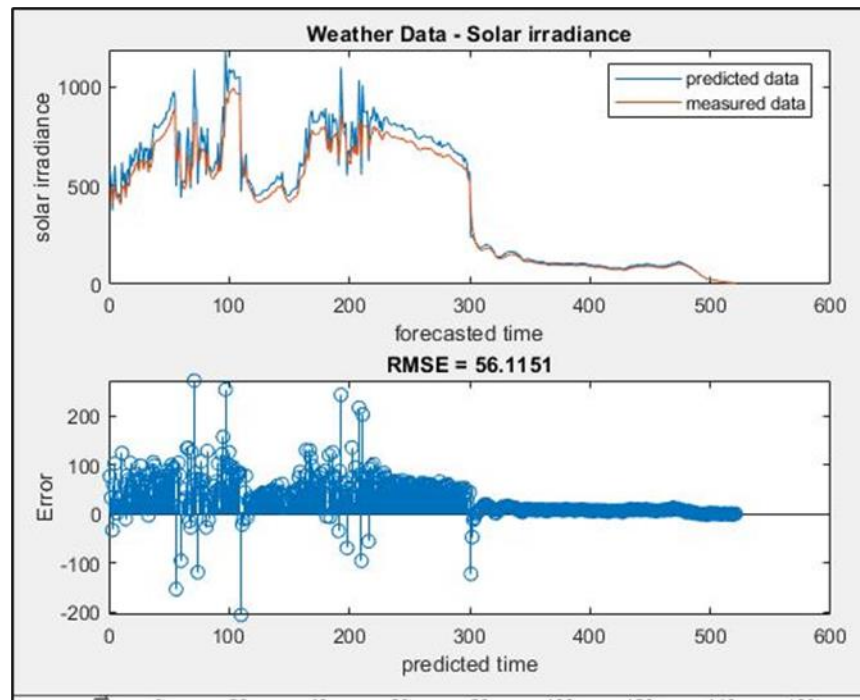 Weather Data - Solar irradiance
1000
500
0
solar irradiance
predicted data
measured data
0 100 200 300 400 500 600
forecasted time
RMSE = 56.1151
200
100
0
-100
-200
Error
0 100 200 300 400 500 600
predicted time